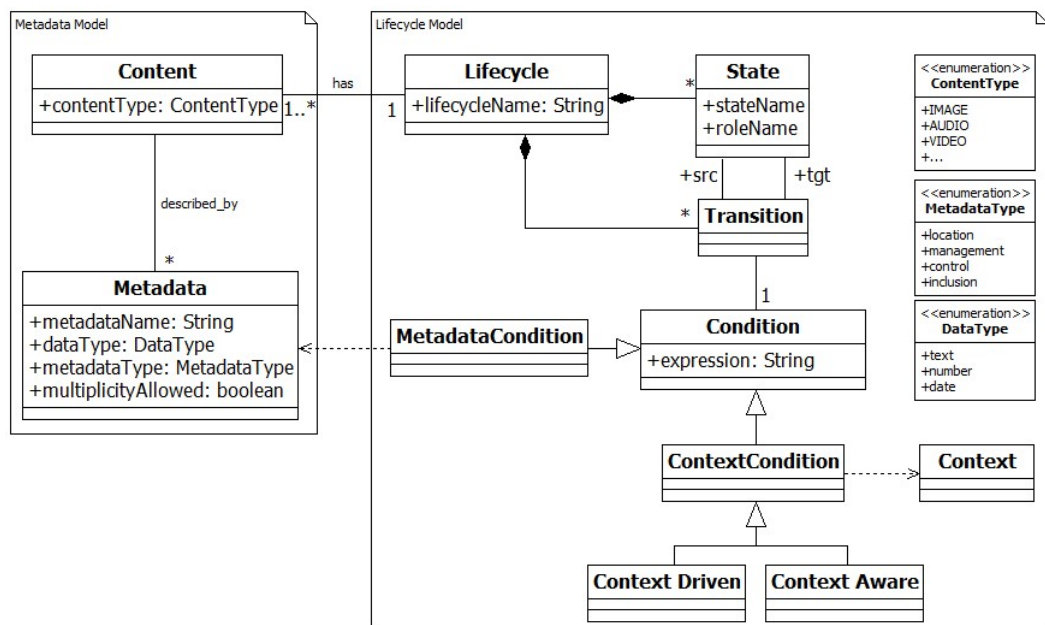 Metadata Model
Lifecycle Model
Content
+contentType: ContentType
has
1..*
1
Lifecycle
+lifecycleName: String
*
State
+stateName
+roleName
<<enumeration>>
ContentType
+IMAGE
+AUDIO
+VIDEO
+...
+src
+tgt
described_by
*
*
Transition
<<enumeration>>
MetadataType
+location
+management
+control
+inclusion
Metadata
+metadataName: String
+dataType: DataType
+metadataType: MetadataType
+multiplicityAllowed: boolean
1
MetadataCondition
Condition
+expression: String
<<enumeration>>
DataType
+text
+number
+date
ContextCondition
Context
Context Driven
Context Aware